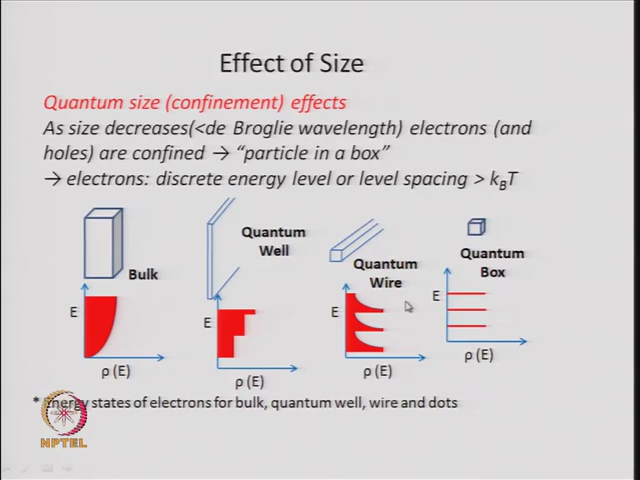 Effect of Size
Quantum size (confinement) effects
As size decreases(<de Broglie wavelength) electrons (and
holes) are confined → “particle in a box”
→ electrons: discrete energy level or level spacing > kBT
Quantum
Well
Quantum
Wire
Quantum
Box
Bulk
E
ρ (E)
E
ρ (E)
E
ρ (E)
E
ρ (E)
* Energy states of electrons for bulk, quantum well, wire and dots
NPTEL